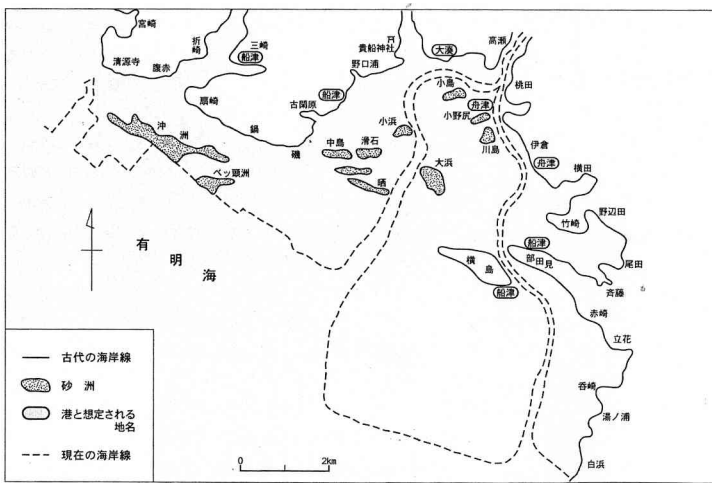 宮崎
折崎
三崎
船津
清源寺
腹赤
貴船神社
大湊
高瀬
野口浦
船津
古閑原
扇崎
鍋
磯
沖洲
ベッ頭洲
中島
滑石
晒
小浜
大浜
小島
舟津
小野尻
川島
桃田
伊倉
舟津
横田
竹崎
野辺田
船津
部田見
尾田
斉藤
横島
船津
赤崎
立花
呑崎
湯ノ浦
白浜
有明海
古代の海岸線
砂洲
港と想定される
地名
現在の海岸線
0
2km